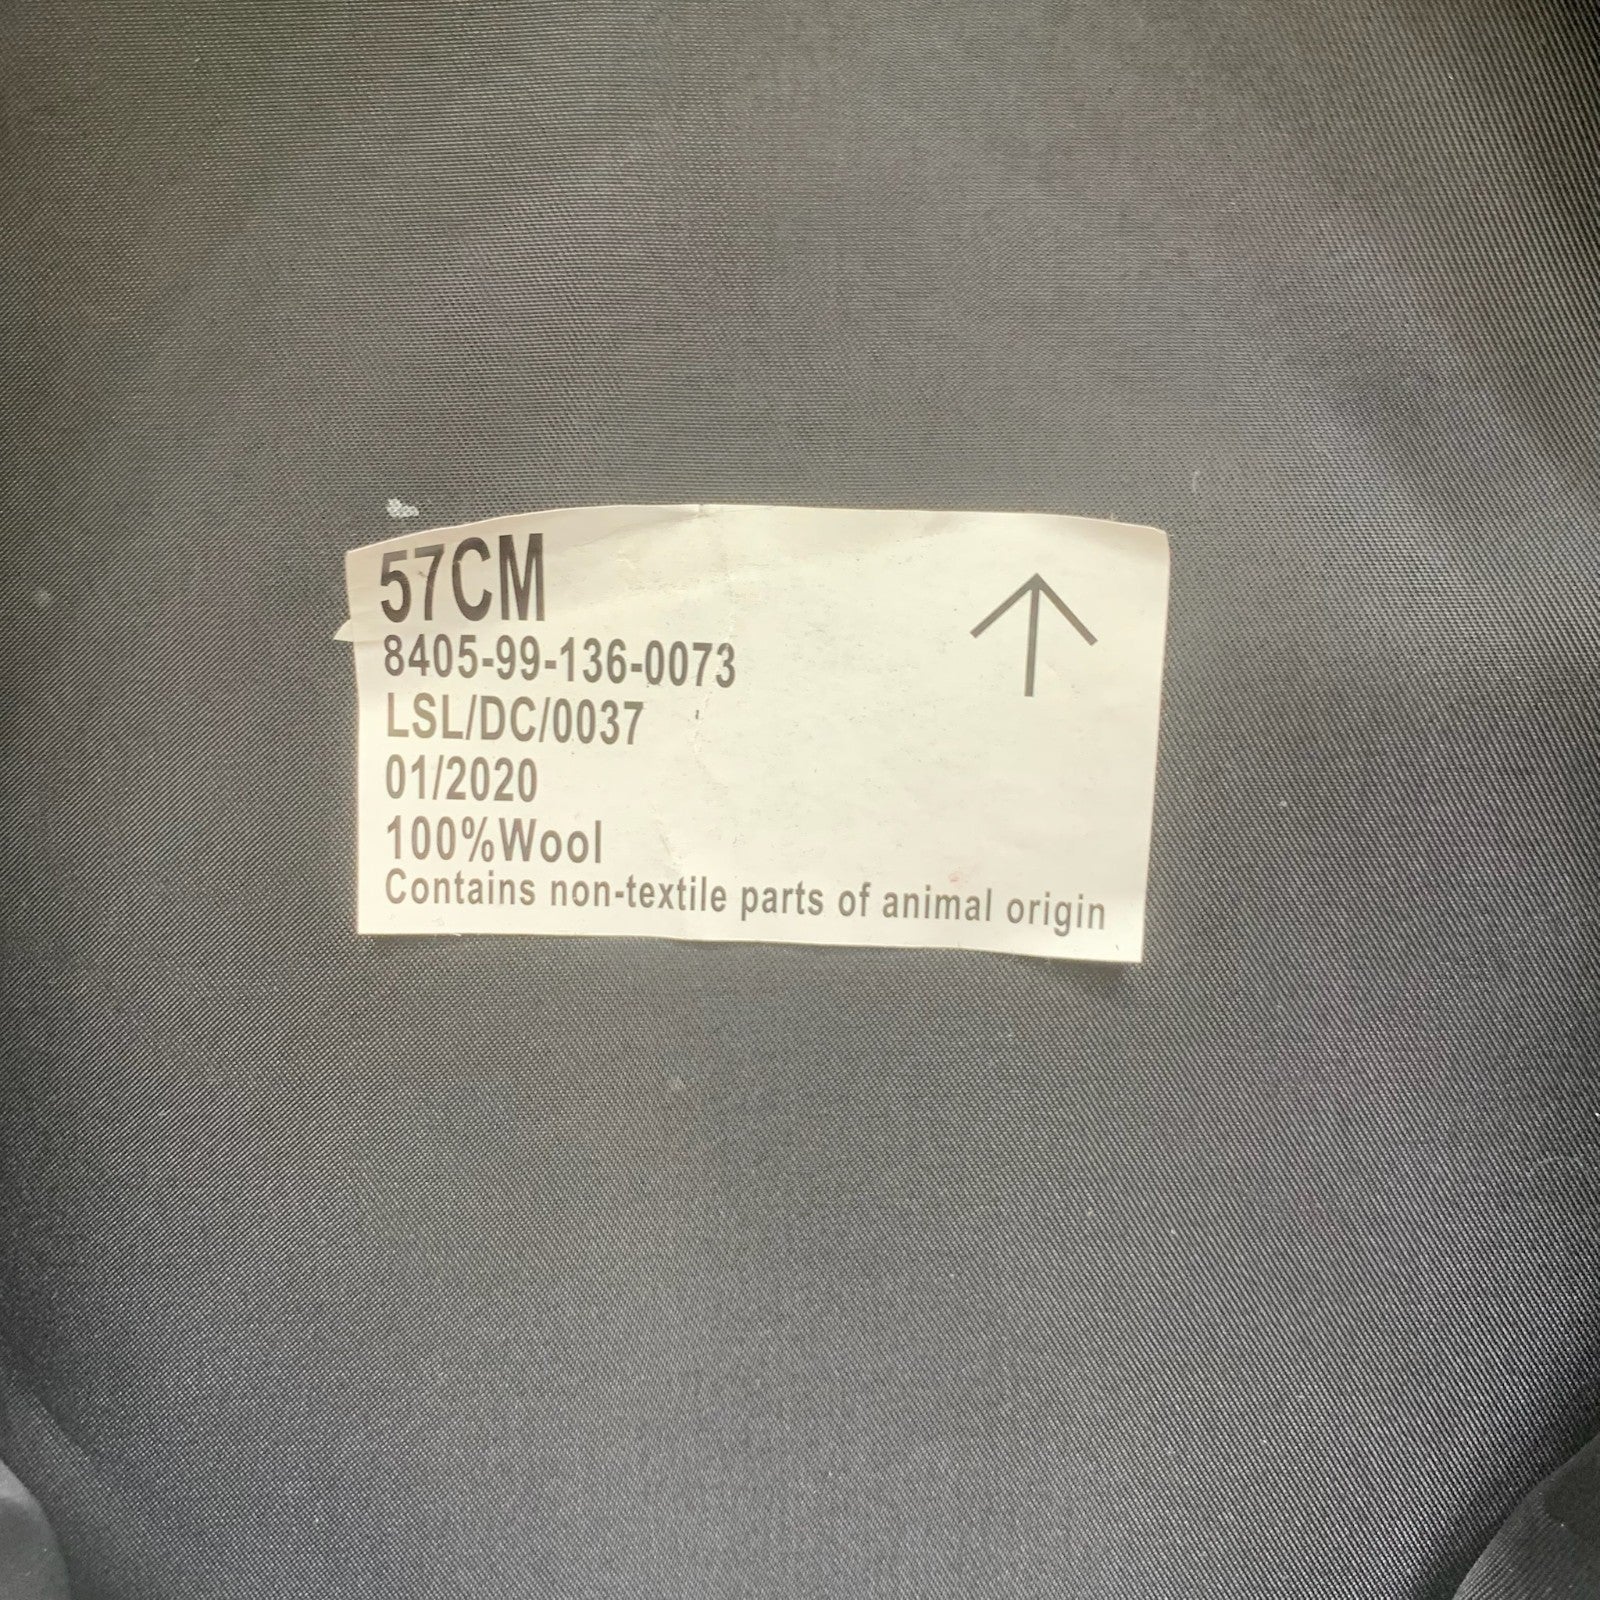 57CM
8405-99-136-0073
LSL/DC/0037
01/2020
100%Wool
Contains non-textile parts of animal origin